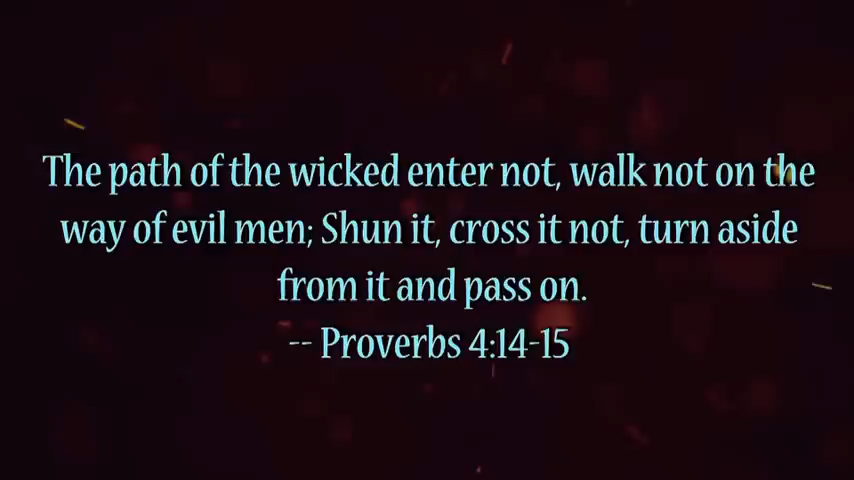 The path of the wicked enter not, walk not on the
way of evil men; Shun it, cross it not, turn aside
from it and pass on.
-- Proverbs 4:14-15